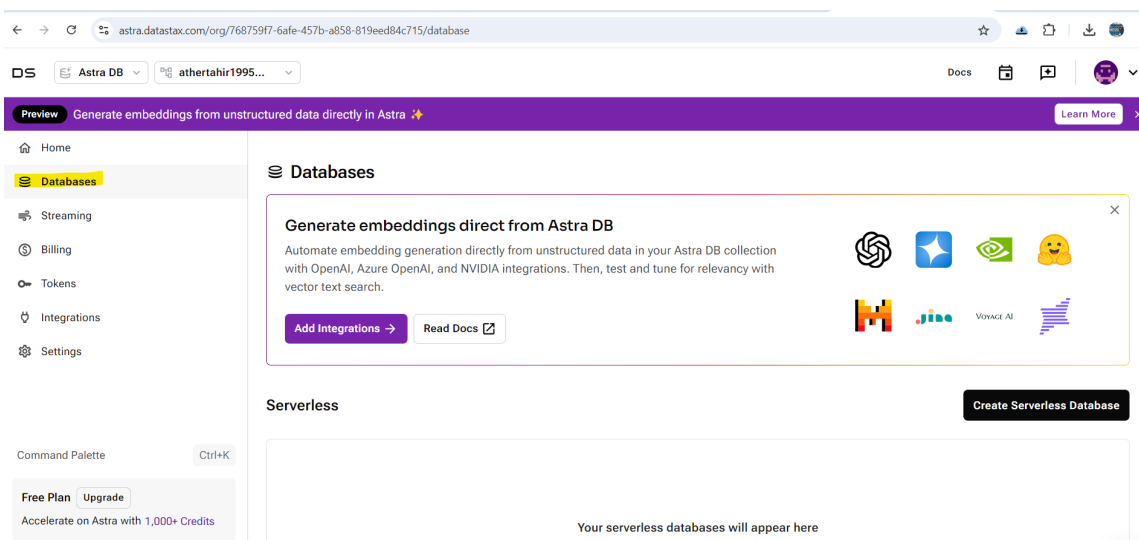 astra.datastax.com/org/768759f7-6afe-457b-a858-819eed84c715/database
DS Astra DB athertahir1995... Docs
Preview Generate embeddings from unstructured data directly in Astra ✨ Learn More
Home
Databases
Streaming
Billing
Tokens
Integrations
Settings
Command Palette Ctrl+K
Free Plan Upgrade
Accelerate on Astra with 1,000+ Credits
Databases
Generate embeddings direct from Astra DB
Automate embedding generation directly from unstructured data in your Astra DB collection
with OpenAI, Azure OpenAI, and NVIDIA integrations. Then, test and tune for relevancy with
vector text search.
Add Integrations → Read Docs
Jina VOYAGE AI
Serverless Create Serverless Database
Your serverless databases will appear here